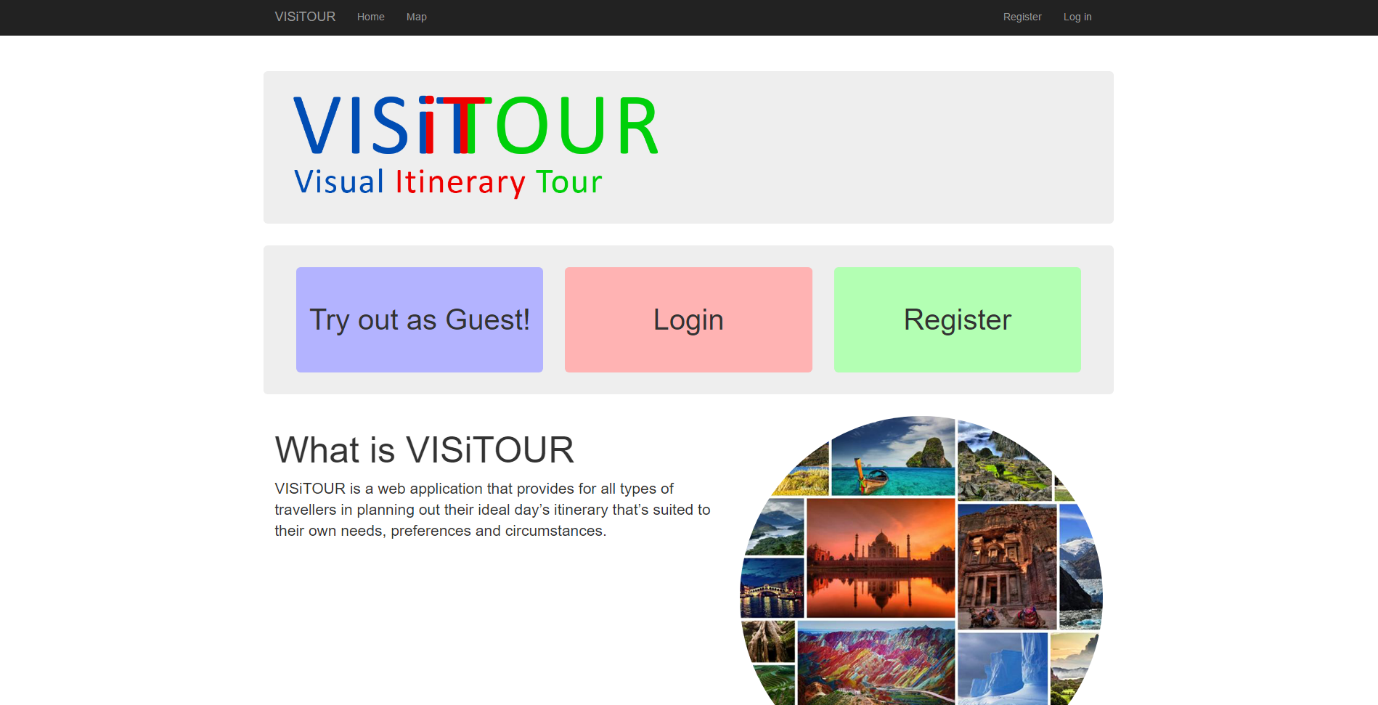 VISiTOUR Home Map Register Log in
VISiTOUR
Visual Itinerary Tour
Try out as Guest! Login Register
What is VISiTOUR
VISiTOUR is a web application that provides for all types of
travellers in planning out their ideal day’s itinerary that’s suited to
their own needs, preferences and circumstances.